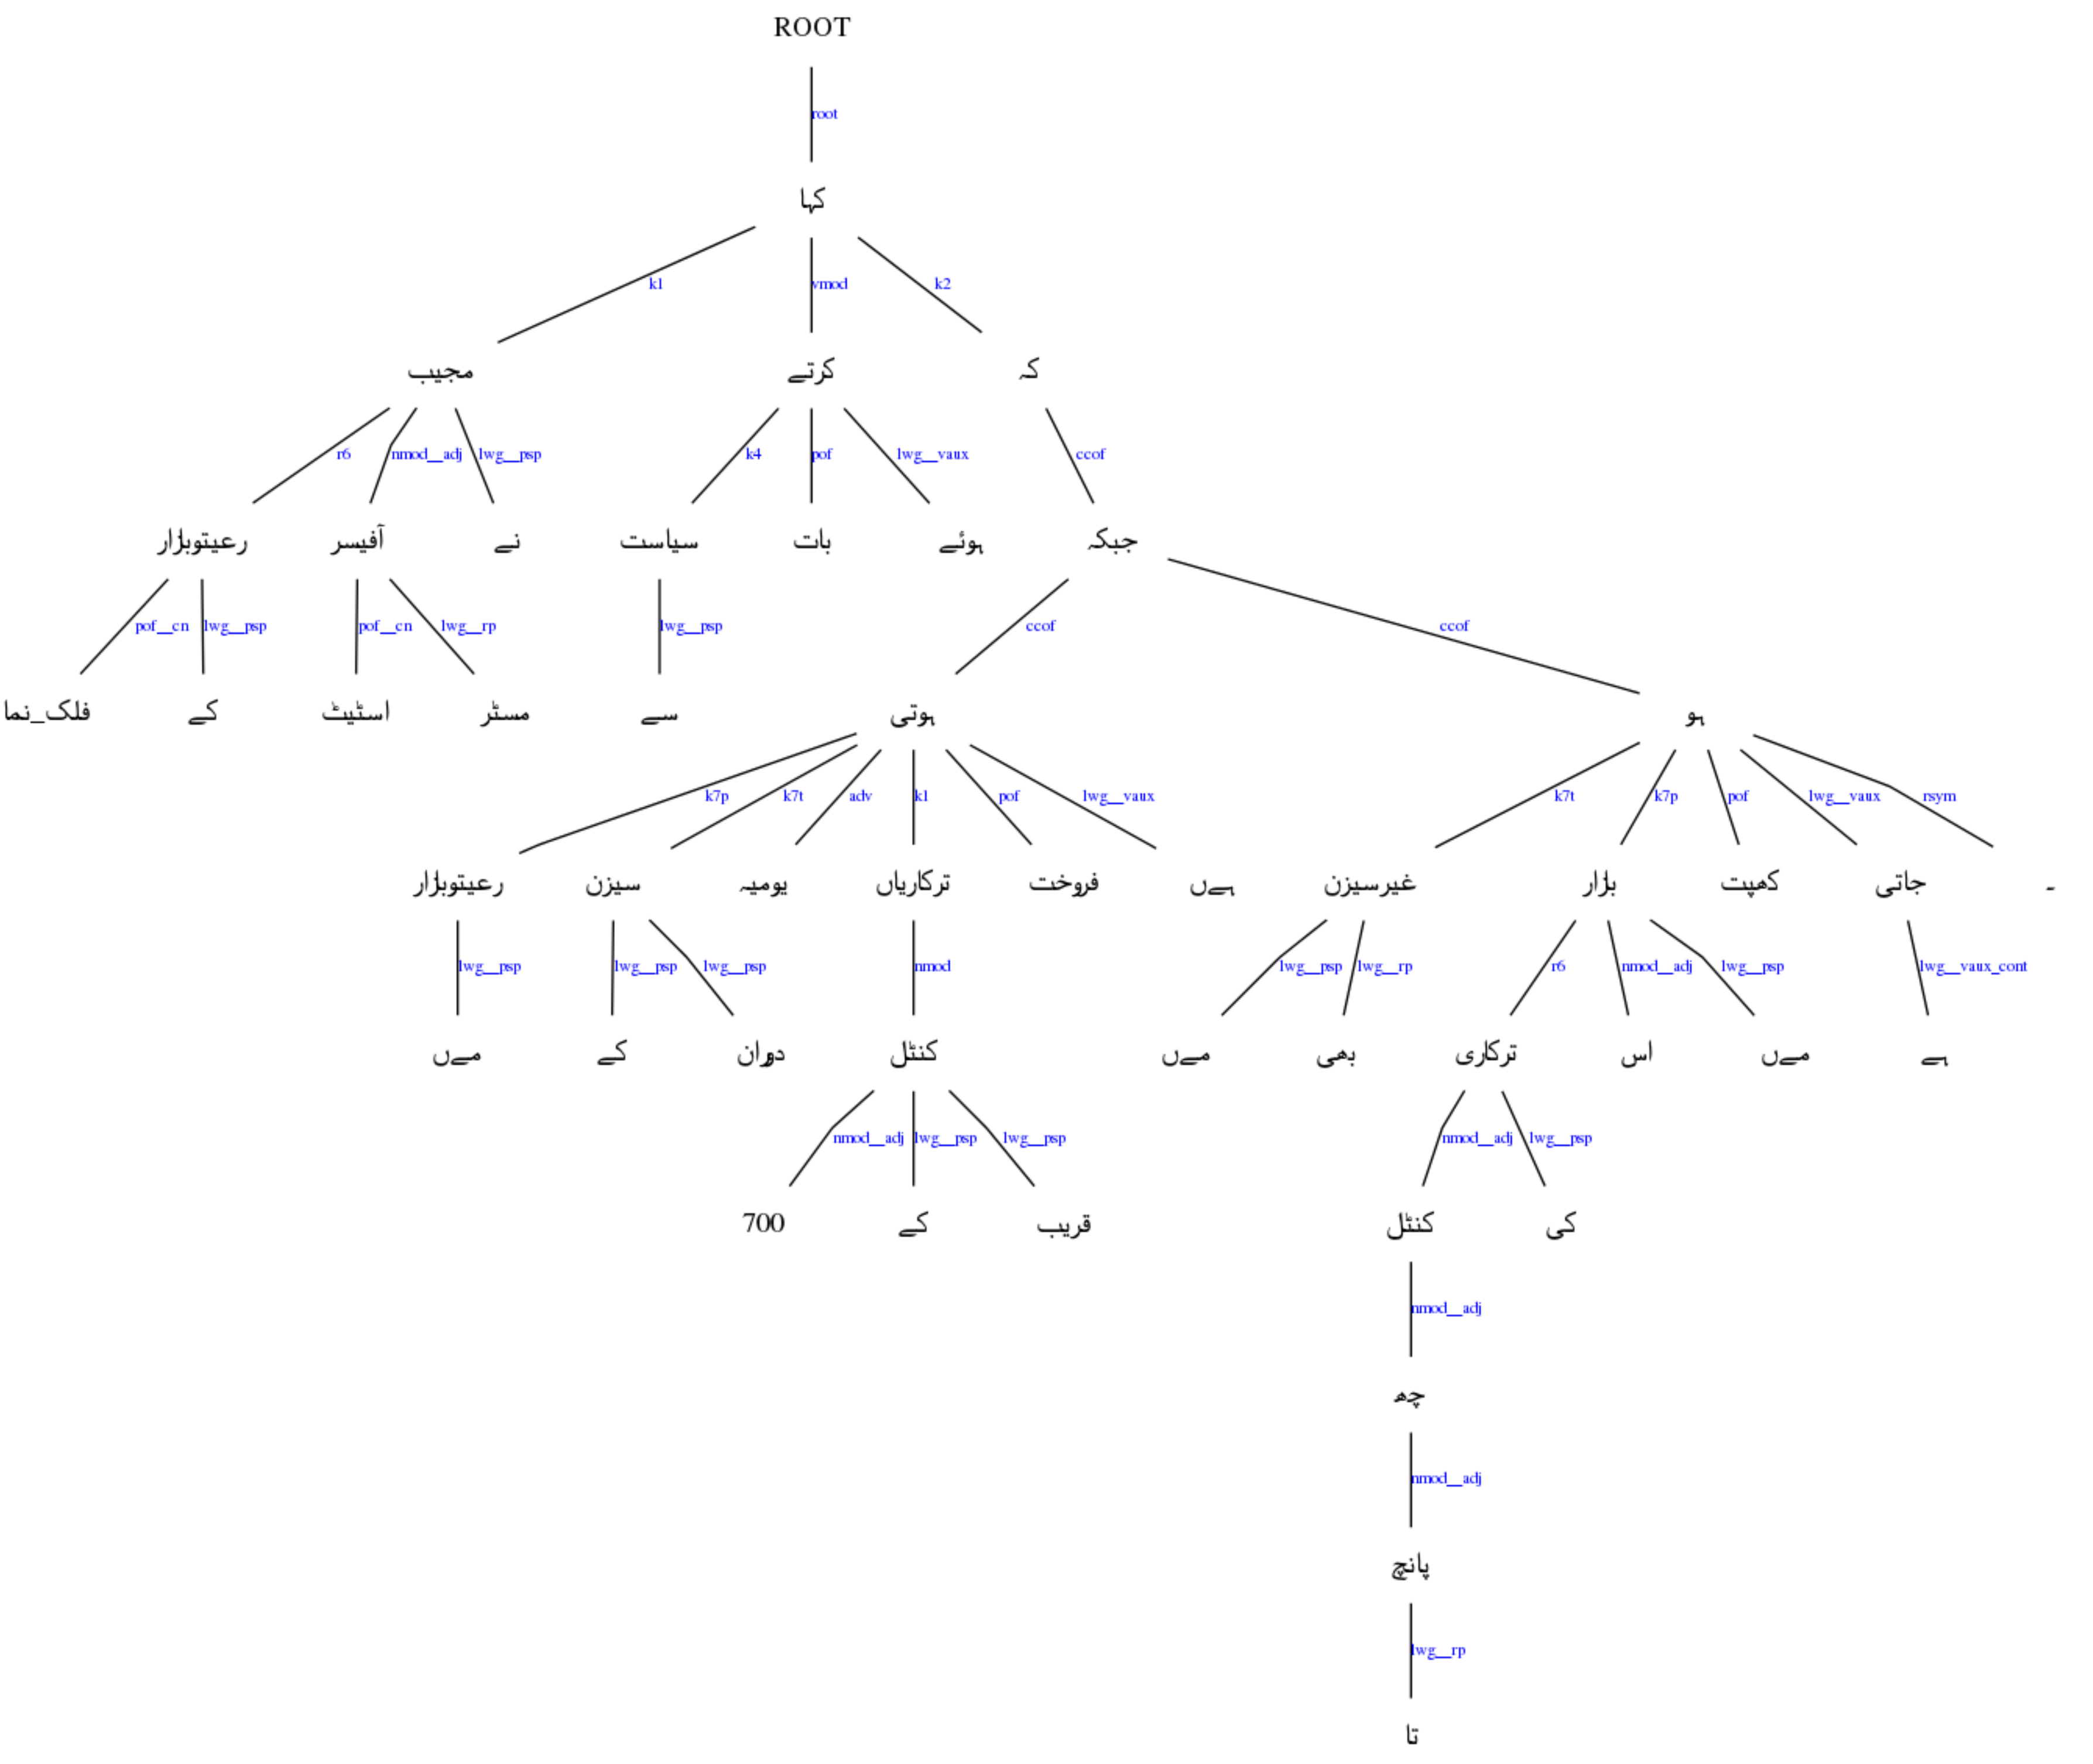 ROOT
root
کہا
k1 vmod k2
مجیب کرتے کہ
r6 nmod__adj lwg__psp k4 pof lwg__vaux ccof
رعیتوبازار آفیسر نے سیاست بات ہوئے جبکہ
pof__cn lwg__psp pof__cn lwg__rp lwg__psp ccof ccof
فلک_نما کے اسٹیٹ مسٹر سے ہوتی ہو
k7p k7t adv k1 pof lwg__vaux k7t k7p pof lwg__vaux rsym
رعیتوبازار سیزن یومیہ ترکاریاں فروخت ہےں غیرسیزن بازار کھپت جاتی ۔
lwg__psp lwg__psp lwg__psp nmod lwg__psp lwg__rp r6 nmod__adj lwg__psp lwg__vaux_cont
مےں کے دوران کنٹل مےں بھی ترکاری اس مےں ہے
nmod__adj lwg__psp lwg__psp nmod__adj lwg__psp
700 کے قریب کنٹل کی
nmod__adj
چھ
nmod__adj
پانچ
lwg__rp
تا